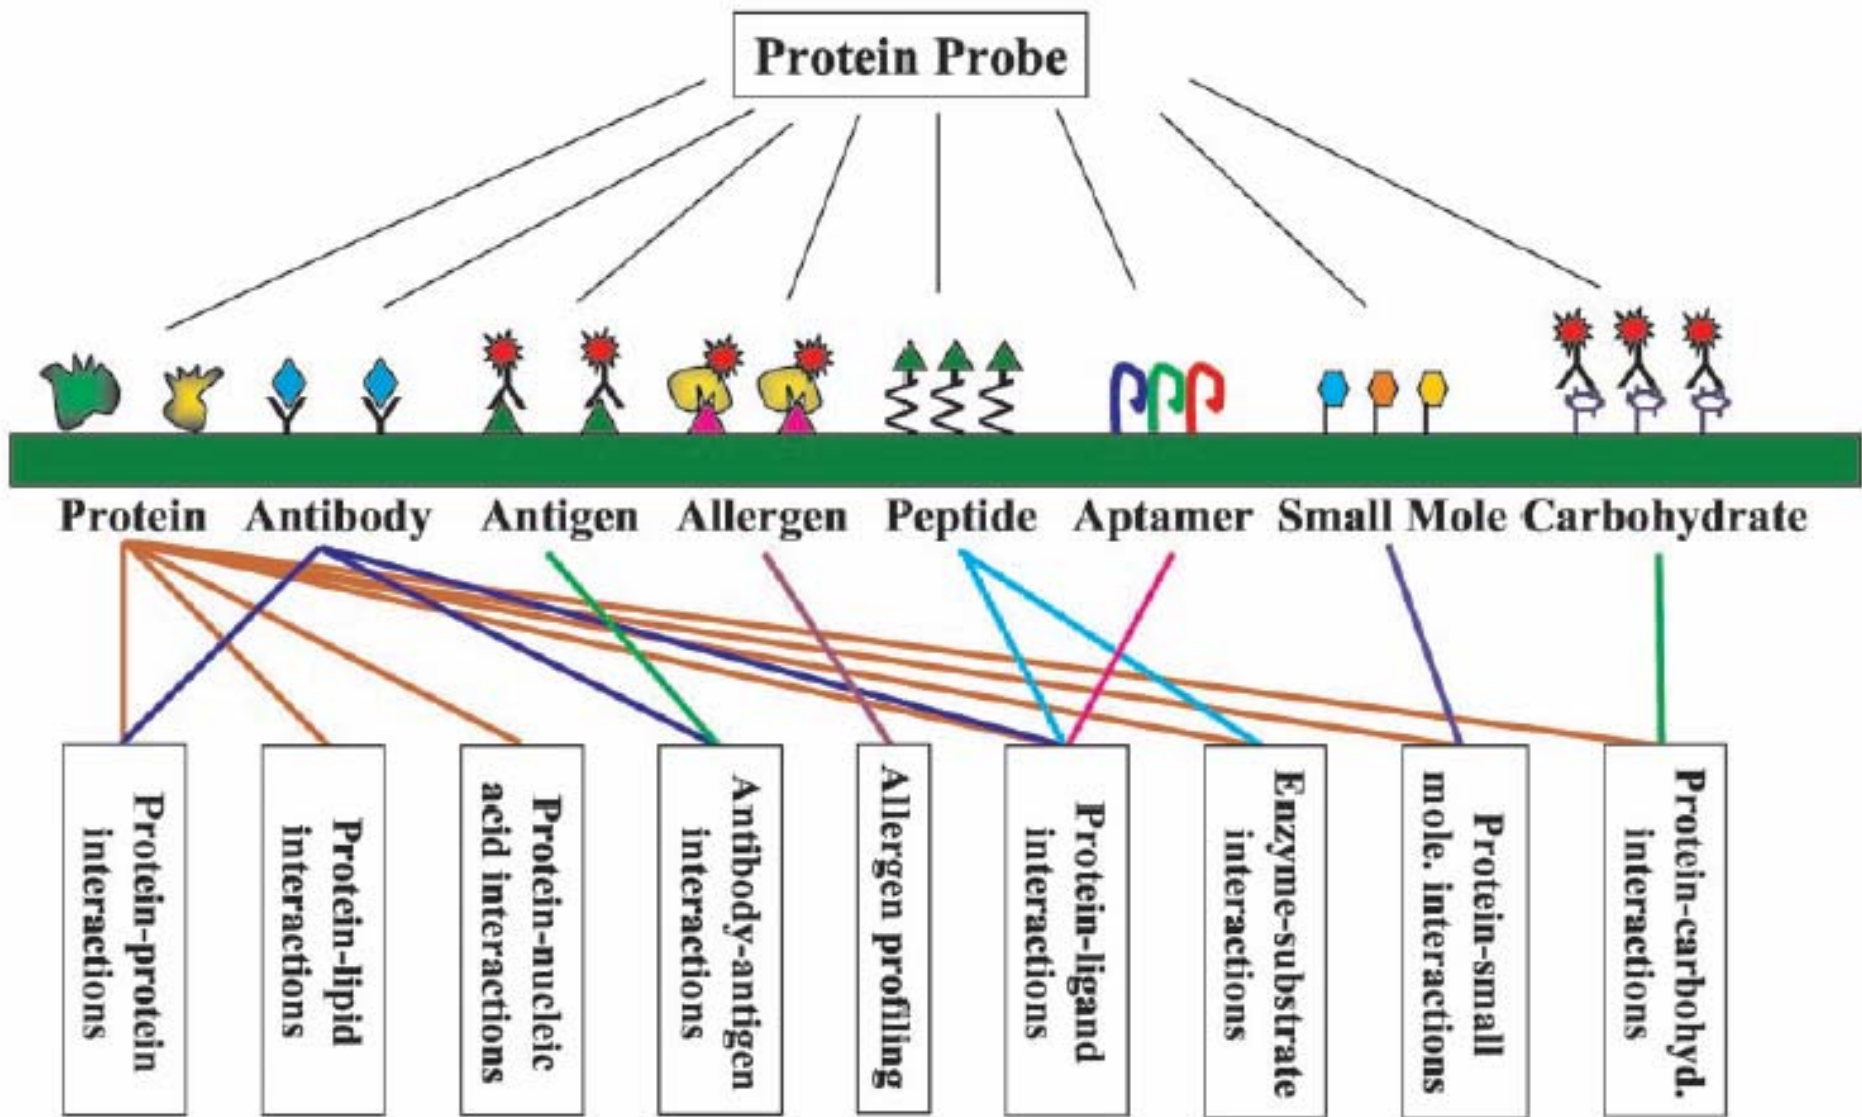 Protein Probe
Protein Antibody Antigen Allergen Peptide Aptamer Small Mole Carbohydrate
Protein-protein
interactions
Protein-lipid
interactions
Protein-nucleic
acid interactions
Antibody-antigen
interactions
Allergen profiling
Protein-ligand
interactions
Enzyme-substrate
interactions
Protein-small
mole. interactions
Protein-carbohyd.
interactions